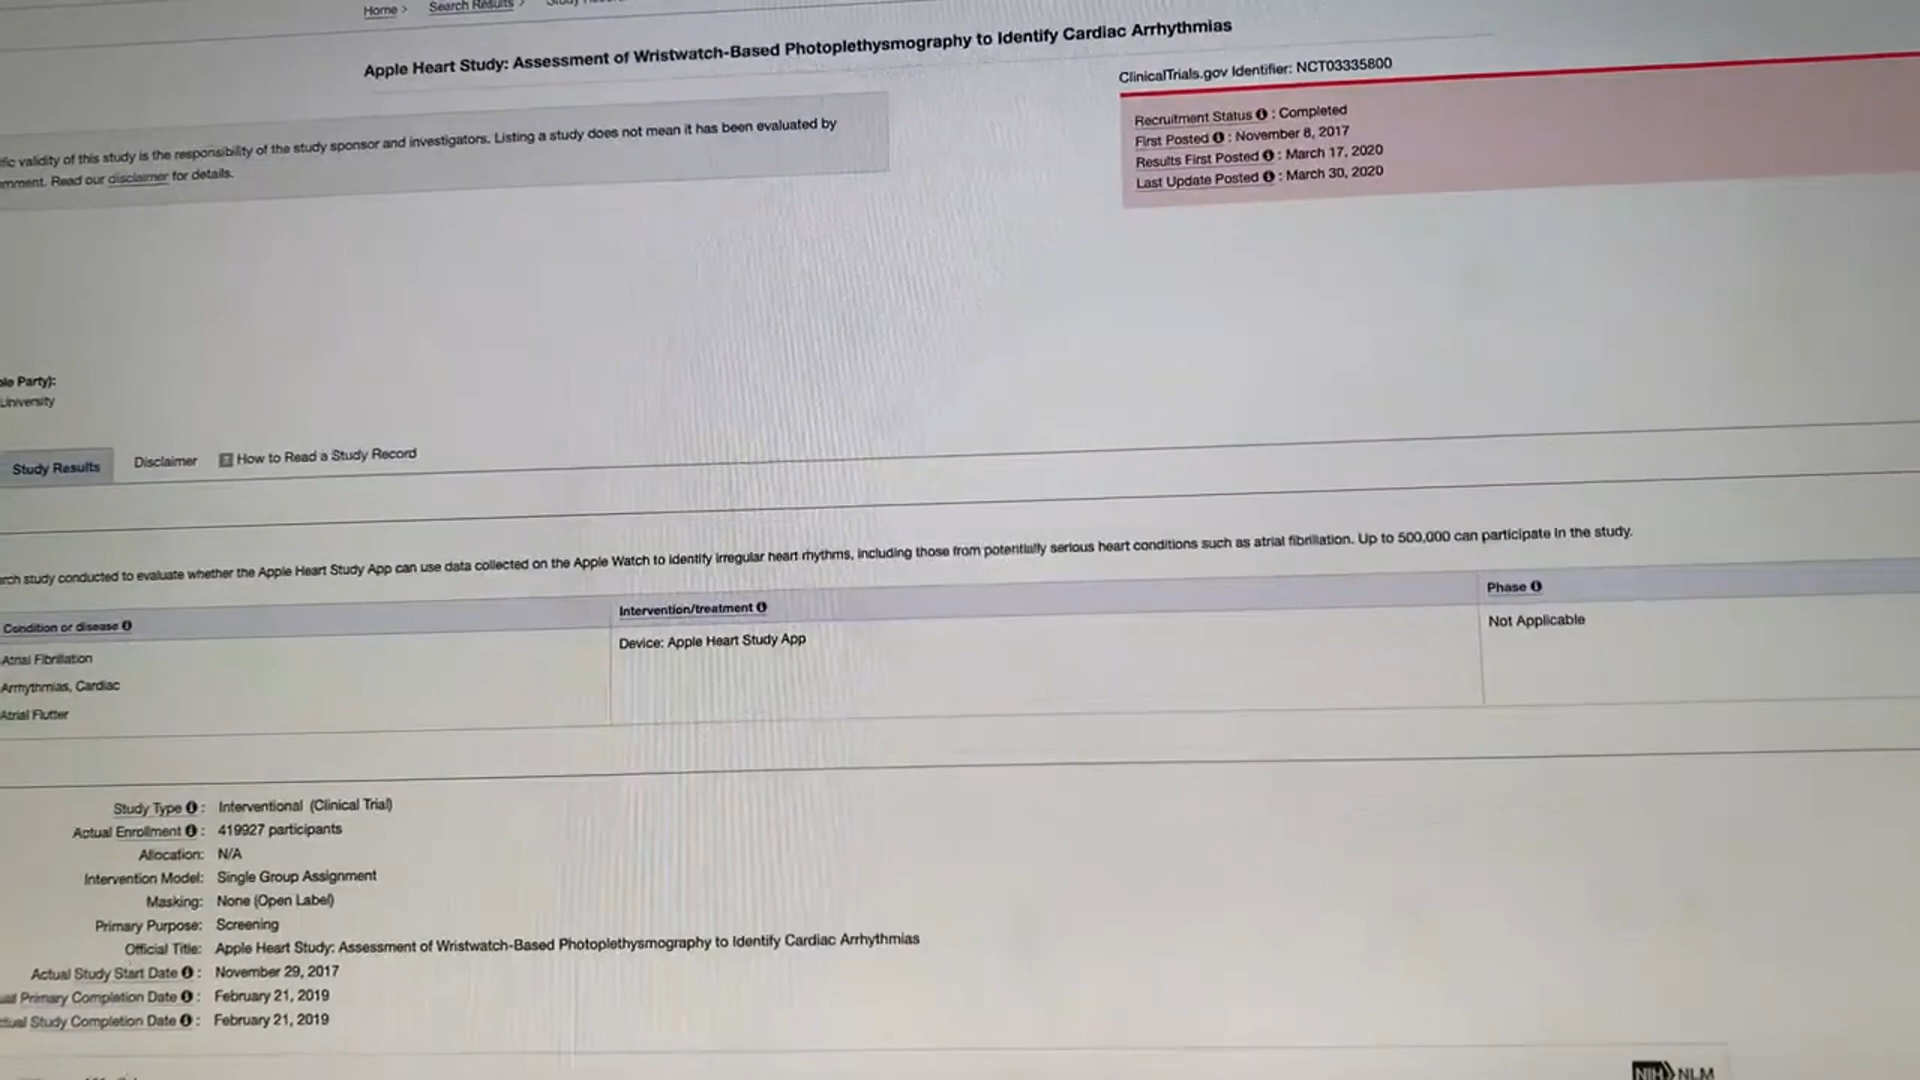 Home > Search Results >
Apple Heart Study: Assessment of Wristwatch-Based Photoplethysmography to Identify Cardiac Arrhythmias
ClinicalTrials.gov Identifier: NCT03335800
Recruitment Status : Completed
First Posted : November 8, 2017
Results First Posted : March 17, 2020
Last Update Posted : March 30, 2020
validity of this study is the responsibility of the study sponsor and investigators. Listing a study does not mean it has been evaluated by
Read our disclaimer for details.
Party):
University
Study Results Disclaimer How to Read a Study Record
study conducted to evaluate whether the Apple Heart Study App can use data collected on the Apple Watch to identify irregular heart rhythms, including those from potentially serious heart conditions such as atrial fibrillation. Up to 500,000 can participate in the study.
Condition or disease Intervention/treatment Phase
Atrial Fibrillation Device: Apple Heart Study App Not Applicable
Arrhythmias, Cardiac
Atrial Flutter
Study Type : Interventional (Clinical Trial)
Actual Enrollment : 419927 participants
Allocation: N/A
Intervention Model: Single Group Assignment
Masking: None (Open Label)
Primary Purpose: Screening
Official Title: Apple Heart Study: Assessment of Wristwatch-Based Photoplethysmography to Identify Cardiac Arrhythmias
Actual Study Start Date : November 29, 2017
Primary Completion Date : February 21, 2019
Study Completion Date : February 21, 2019
NIH NLM